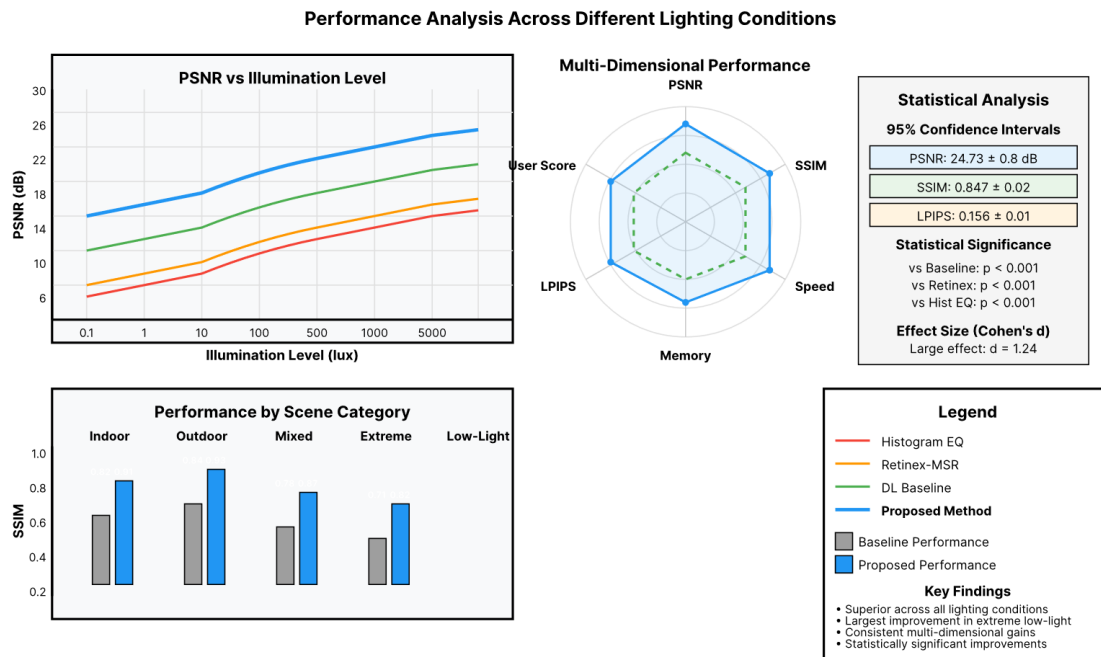 Performance Analysis Across Different Lighting Conditions
PSNR vs Illumination Level
30
26
22
18
14
10
6
PSNR (dB)
0.1 1 10 100 500 1000 5000
Illumination Level (lux)
Multi-Dimensional Performance
PSNR
SSIM
Speed
Memory
LPIPS
User Score
Statistical Analysis
95% Confidence Intervals
PSNR: 24.73 ± 0.8 dB
SSIM: 0.847 ± 0.02
LPIPS: 0.156 ± 0.01
Statistical Significance
vs Baseline: p < 0.001
vs Retinex: p < 0.001
vs Hist EQ: p < 0.001
Effect Size (Cohen's d)
Large effect: d = 1.24
Performance by Scene Category
Indoor Outdoor Mixed Extreme Low-Light
1.0
0.8
0.6
0.4
0.2
SSIM
Legend
Histogram EQ
Retinex-MSR
DL Baseline
Proposed Method
Baseline Performance
Proposed Performance
Key Findings
• Superior across all lighting conditions
• Largest improvement in extreme low-light
• Consistent multi-dimensional gains
• Statistically significant improvements